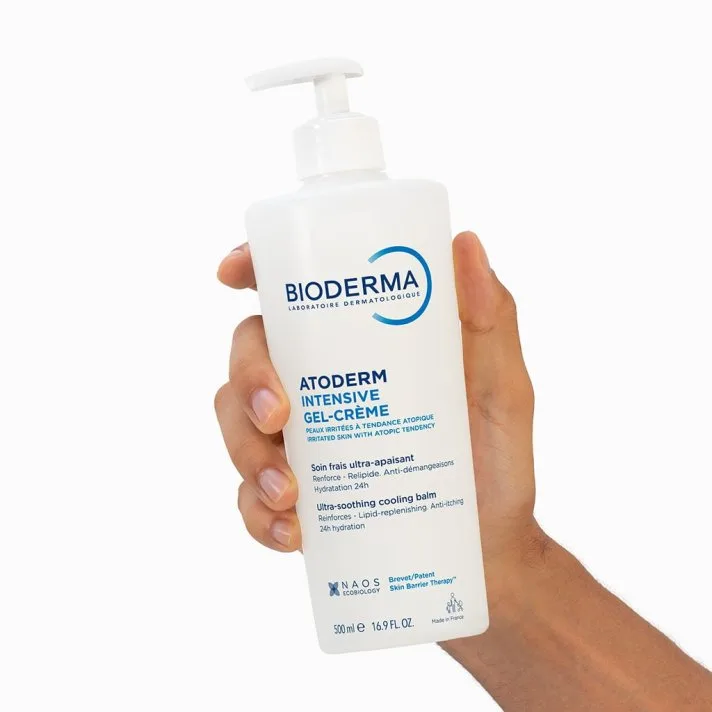 BIODERMA
LABORATOIRE DERMATOLOGIQUE
ATODERM
INTENSIVE
GEL-CRÈME
PEAUX IRRITÉES À TENDANCE ATOPIQUE
IRRITATED SKIN WITH ATOPIC TENDENCY
Soin frais ultra-apaisant
Renforce - Relipide. Anti-démangeaisons
Hydratation 24h
Ultra-soothing cooling balm
Reinforces - Lipid-replenishing. Anti-itching
24h hydration
NAOS
ECOBIOLOGY
Brevet/Patent
Skin Barrier Therapy™
500 ml ℮ 16.9 FL. OZ.
Made in France